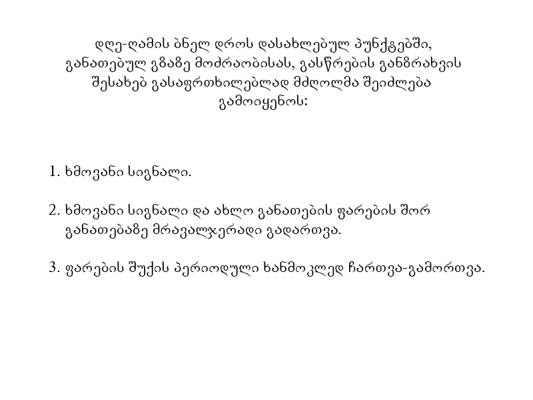 დღე-ღამის ბნელ დროს დასახლებულ პუნქტებში,
განათებულ გზაზე მოძრაობისას, გასწრების განზრახვის
შესახებ გასაფრთხილებლად მძღოლმა შეიძლება
გამოიყენოს:
1. ხმოვანი სიგნალი.
2. ხმოვანი სიგნალი და ახლო განათების ფარების შორ
განათებაზე მრავალჯერადი გადართვა.
3. ფარების შუქის პერიოდული ხანმოკლედ ჩართვა-გამორთვა.